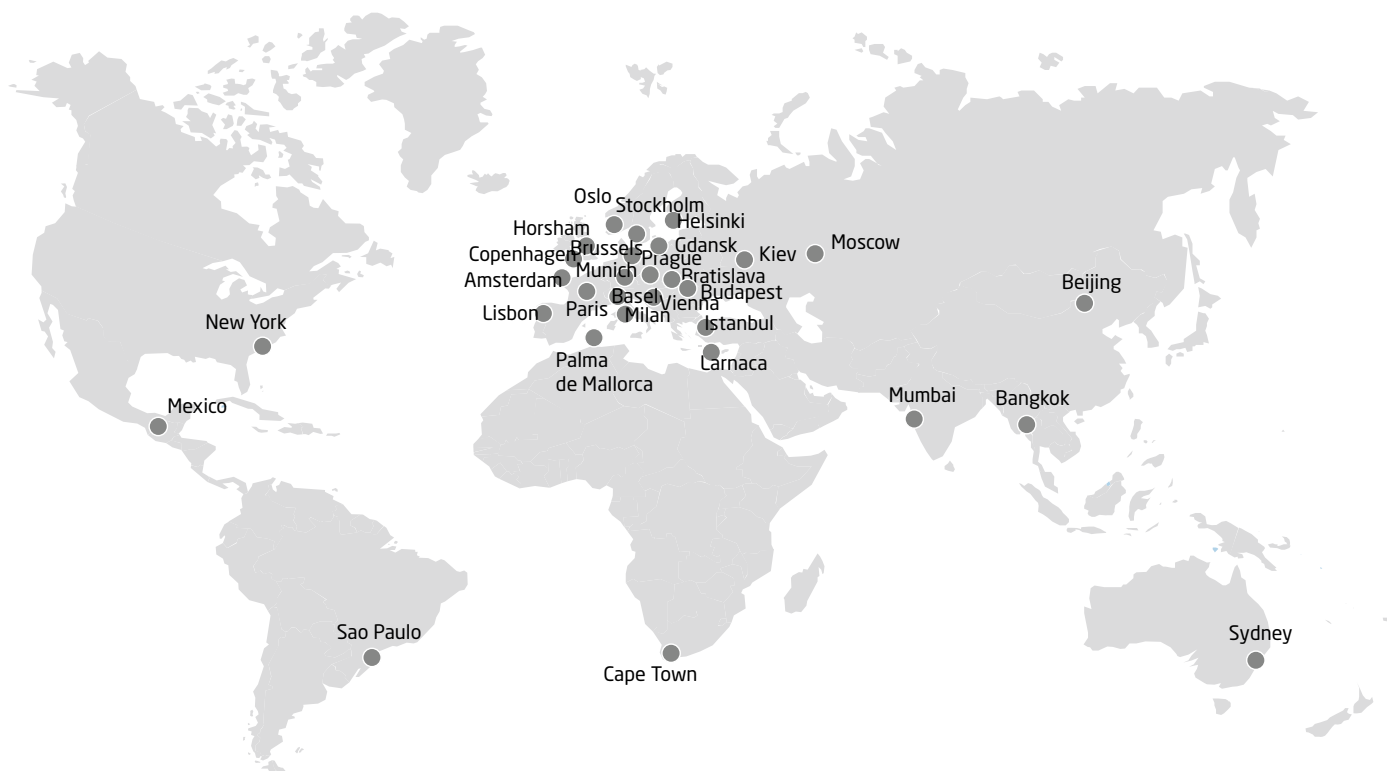 Oslo
Stockholm
Helsinki
Horsham
Copenhagen
Brussels
Gdansk
Kiev
Moscow
Prague
Amsterdam
Munich
Bratislava
Budapest
Beijing
Lisbon
Paris
Basel
Vienna
Milan
Istanbul
New York
Palma
de Mallorca
Larnaca
Mexico
Mumbai
Bangkok
Sao Paulo
Cape Town
Sydney